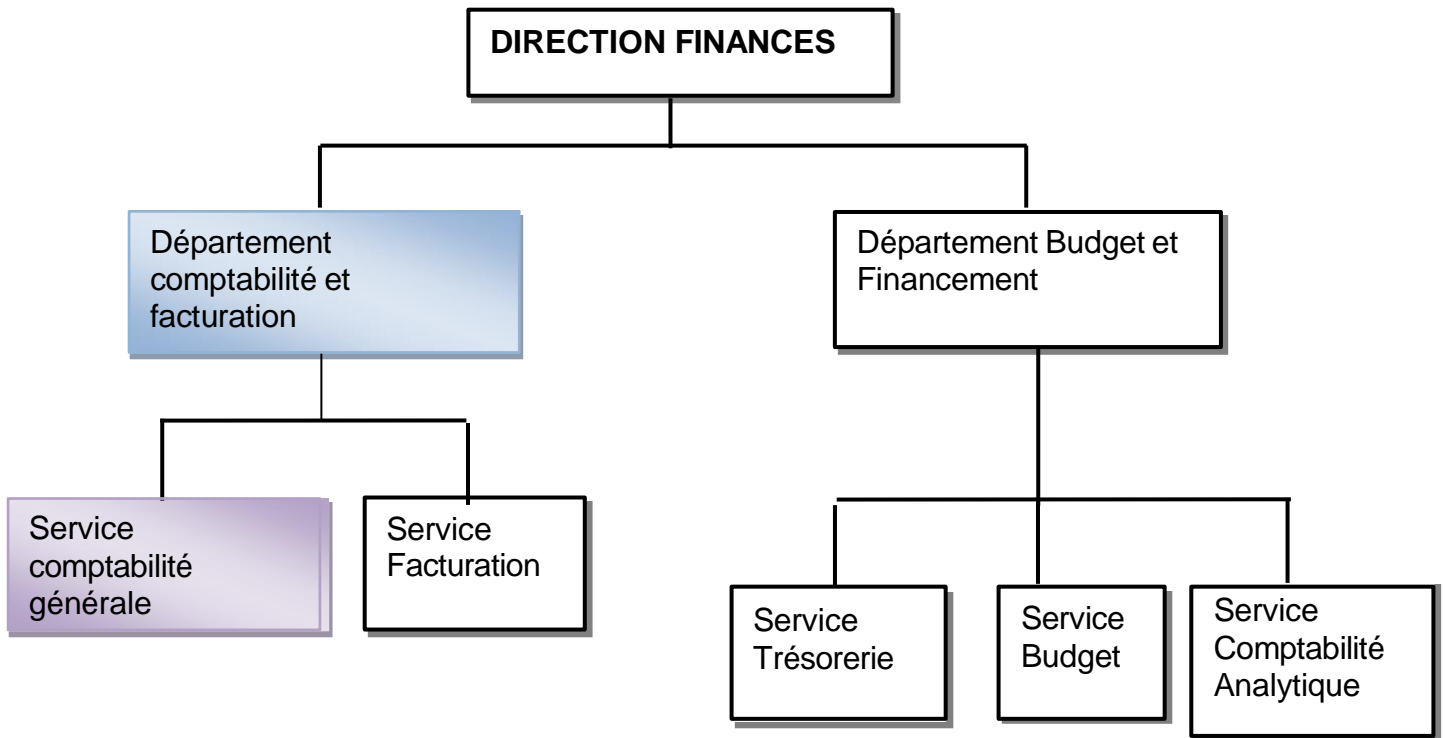 DIRECTION FINANCES
Département
comptabilité et
facturation
Département Budget et
Financement
Service
comptabilité
générale
Service
Facturation
Service
Trésorerie
Service
Budget
Service
Comptabilité
Analytique